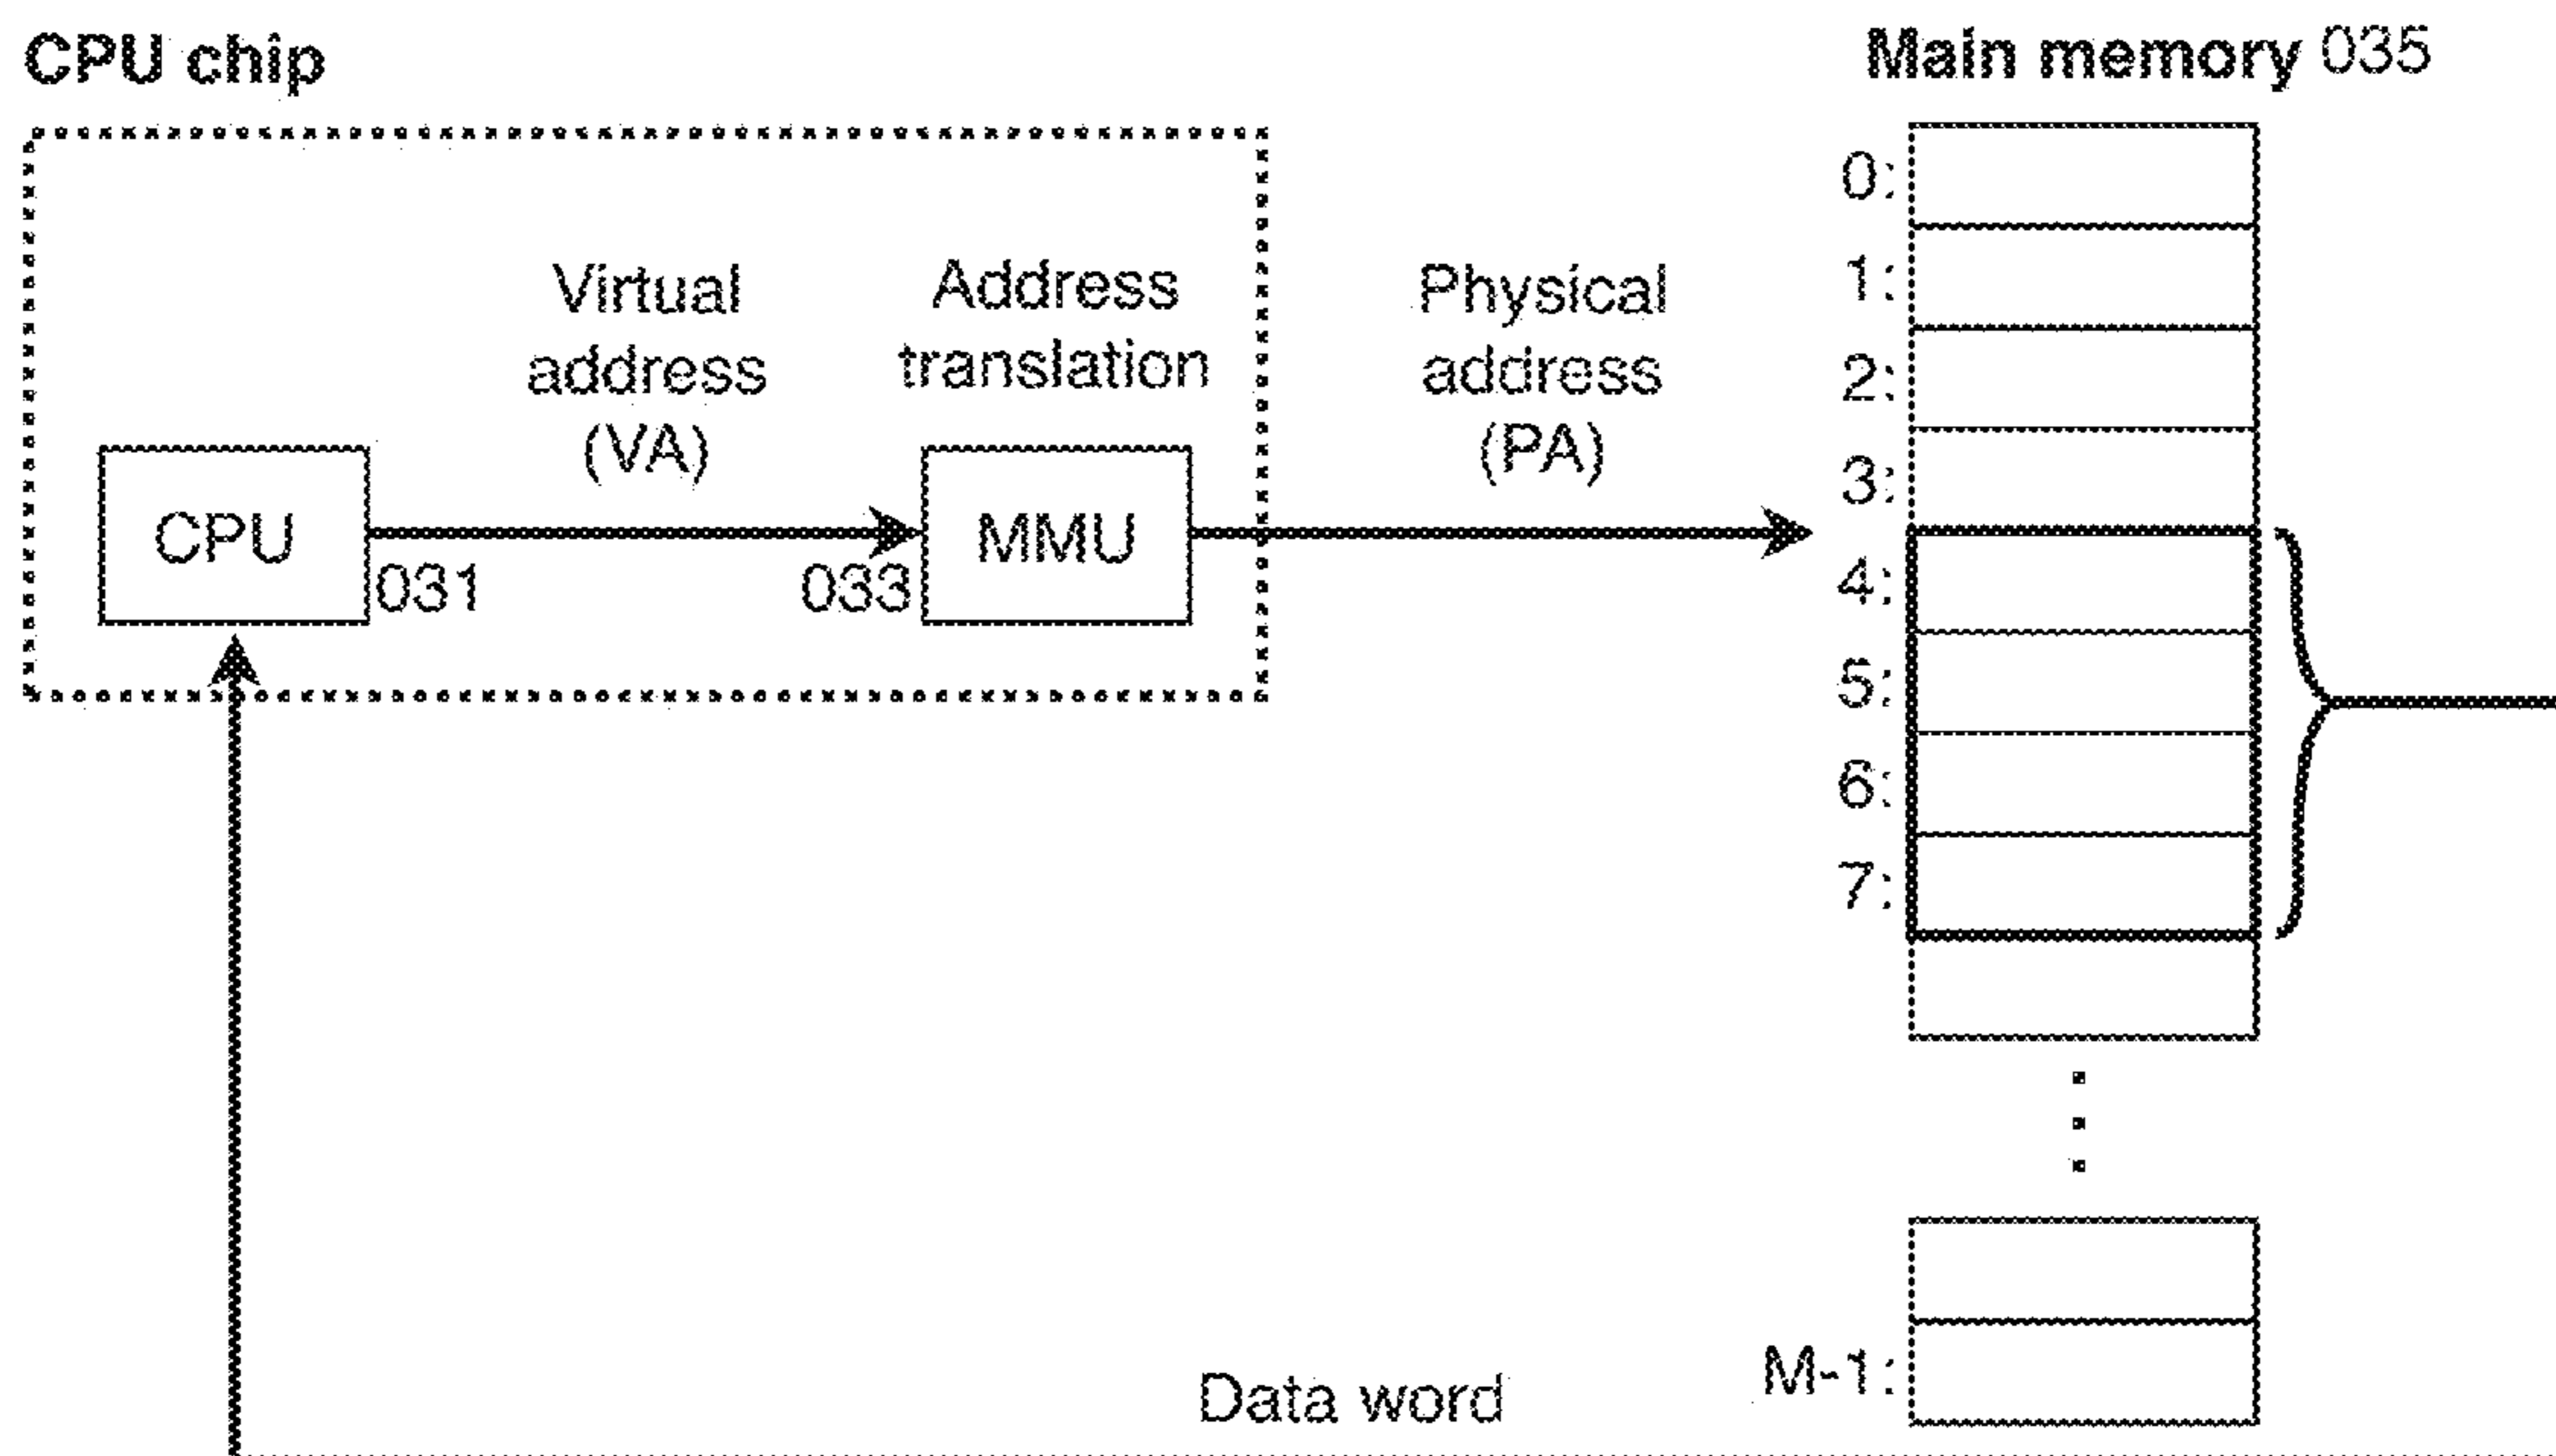 CPU chip
Main memory 035
Virtual
address
(VA)
Address
translation
Physical
address
(PA)
CPU
031
033
MMU
0:
1:
2:
3:
4:
5:
6:
7:
M-1:
Data word